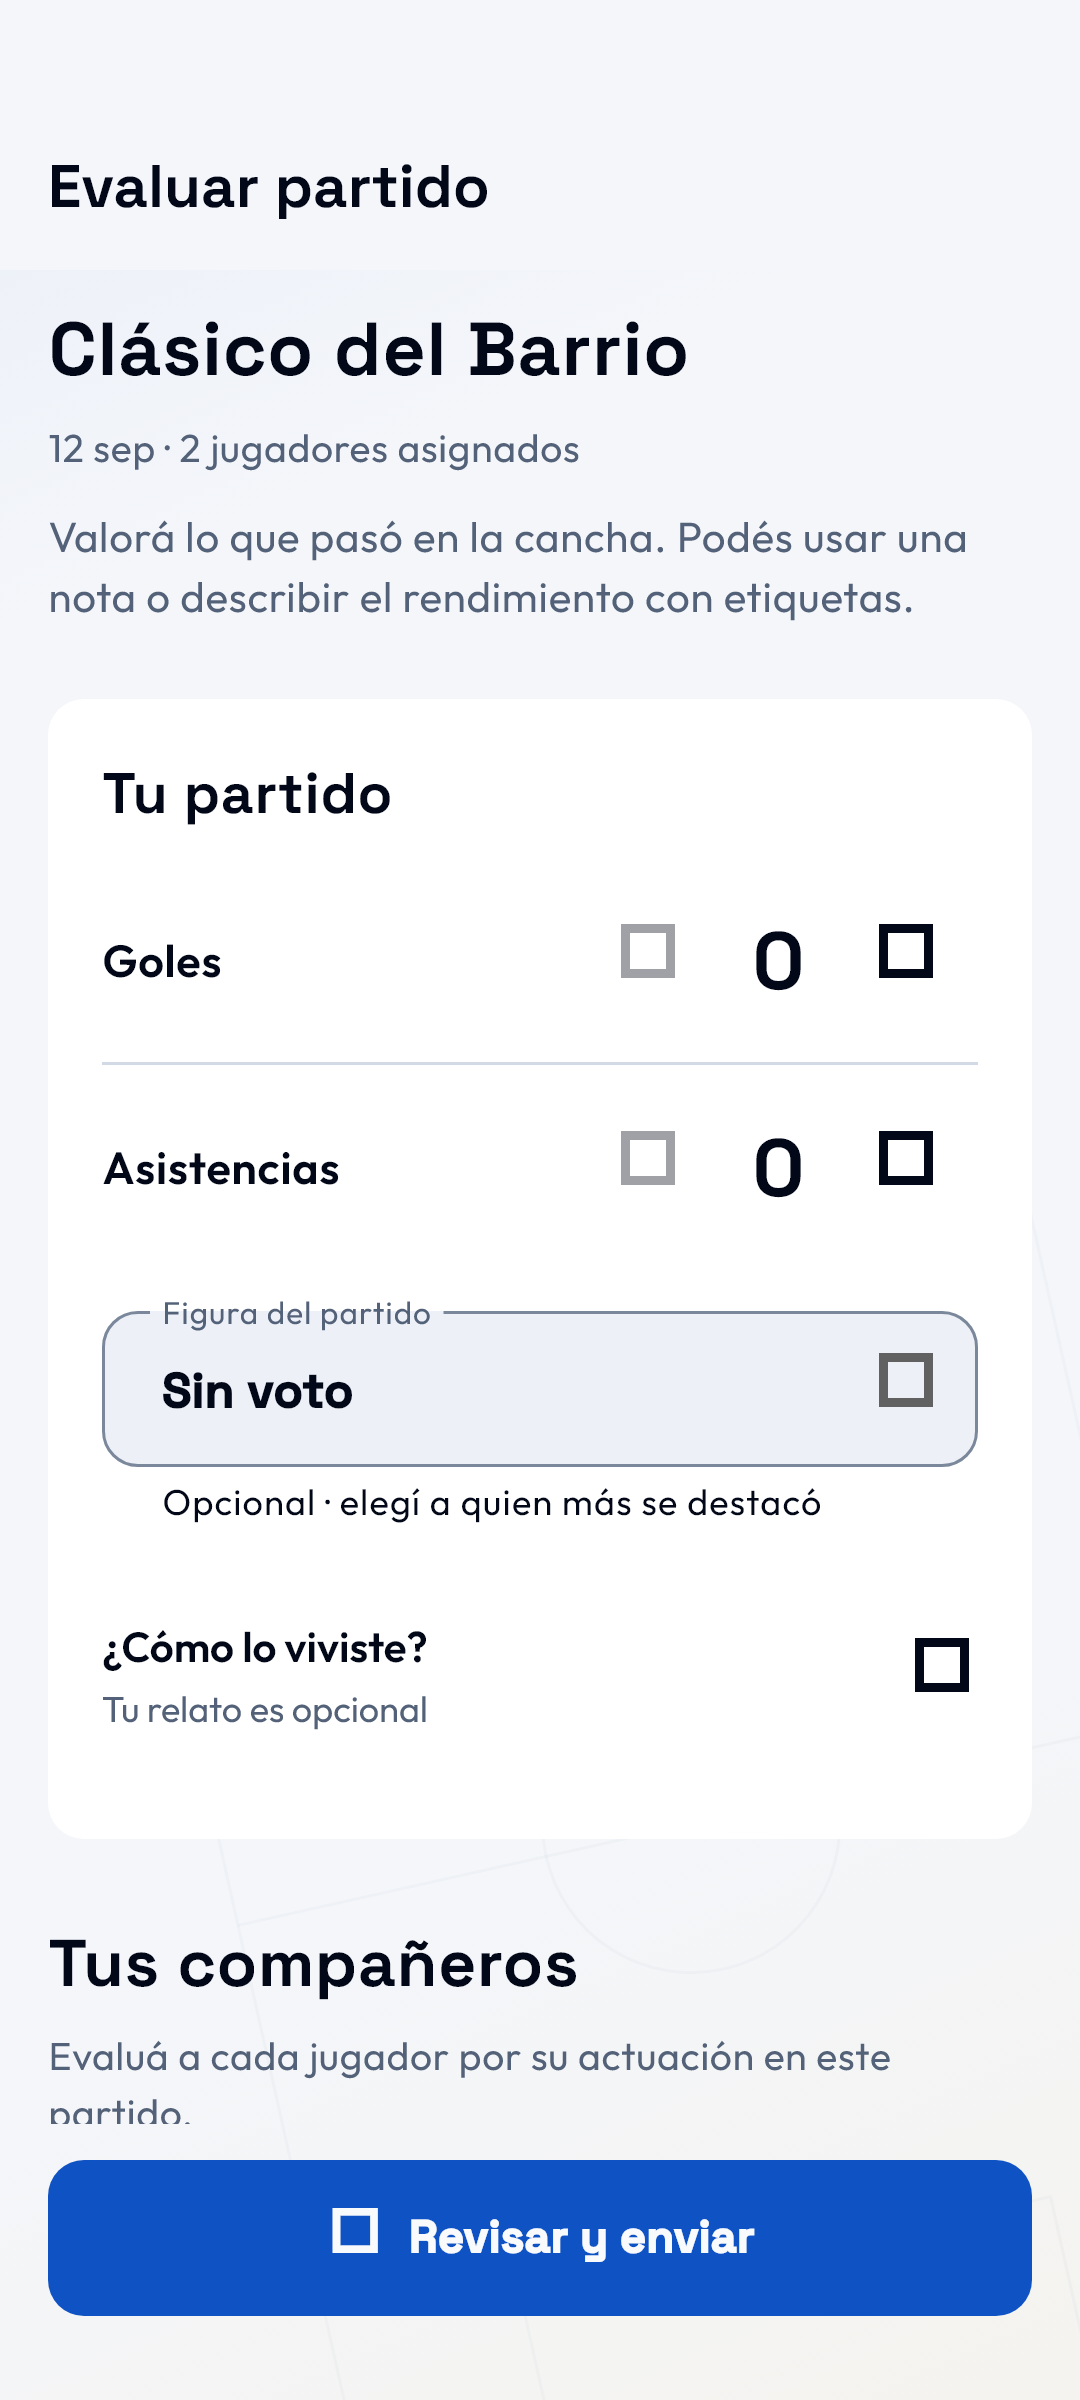 Evaluar partido
Clásico del Barrio
12 sep · 2 jugadores asignados
Valorá lo que pasó en la cancha. Podés usar una
nota o describir el rendimiento con etiquetas.
Tu partido
Goles 0
Asistencias 0
Figura del partido
Sin voto
Opcional · elegí a quien más se destacó
¿Cómo lo viviste?
Tu relato es opcional
Tus compañeros
Evaluá a cada jugador por su actuación en este
partido.
Revisar y enviar